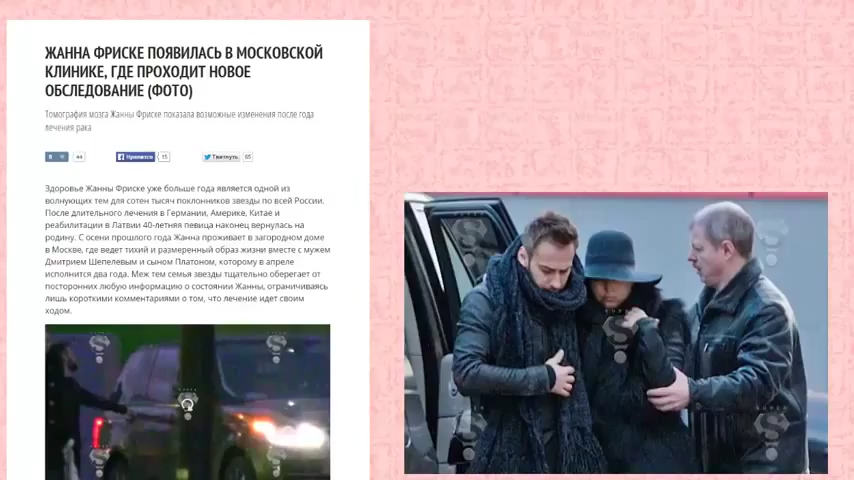 ЖАННА ФРИСКЕ ПОЯВИЛАСЬ В МОСКОВСКОЙ
КЛИНИКЕ, ГДЕ ПРОХОДИТ НОВОЕ
ОБСЛЕДОВАНИЕ (ФОТО)
Томография мозга Жанны Фриске показала возможные изменения после года
лечения рака
44
Нравится
15
Твитнуть
65
Здоровье Жанны Фриске уже больше года является одной из
волнующих тем для сотен тысяч поклонников звезды по всей России.
После длительного лечения в Германии, Америке, Китае и
реабилитации в Латвии 40-летняя певица наконец вернулась на
родину. С осени прошлого года Жанна проживает в загородном доме
в Москве, где ведет тихий и размеренный образ жизни вместе с мужем
Дмитрием Шепелевым и сыном Платоном, которому в апреле
исполнится два года. Меж тем семья звезды тщательно оберегает от
посторонних любую информацию о состоянии Жанны, ограничиваясь
лишь короткими комментариями о том, что лечение идет своим
ходом.